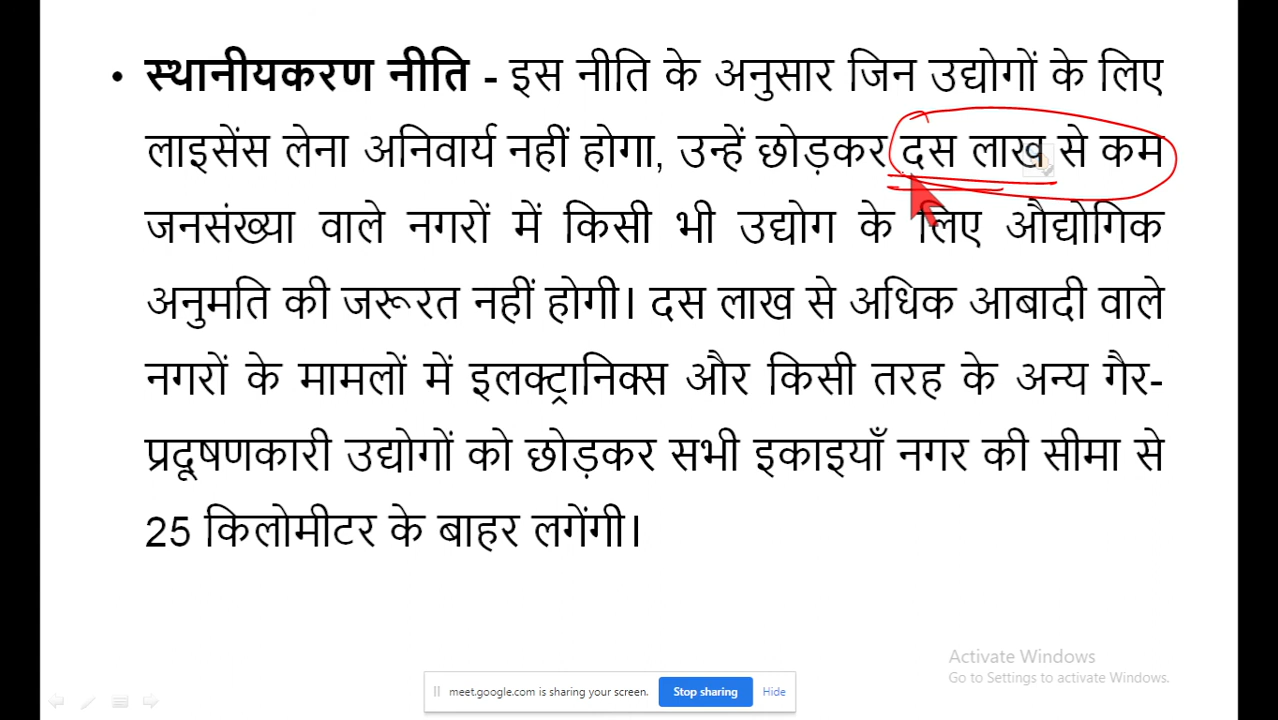 • स्थानीयकरण नीति - इस नीति के अनुसार जिन उद्योगों के लिए
लाइसेंस लेना अनिवार्य नहीं होगा, उन्हें छोड़कर दस लाख से कम
जनसंख्या वाले नगरों में किसी भी उद्योग के लिए औद्योगिक
अनुमति की जरूरत नहीं होगी। दस लाख से अधिक आबादी वाले
नगरों के मामलों में इलक्ट्रानिक्स और किसी तरह के अन्य गैर-
प्रदूषणकारी उद्योगों को छोड़कर सभी इकाइयाँ नगर की सीमा से
25 किलोमीटर के बाहर लगेंगी।
Activate Windows
Go to Settings to activate Windows.
meet.google.com is sharing your screen. Stop sharing Hide